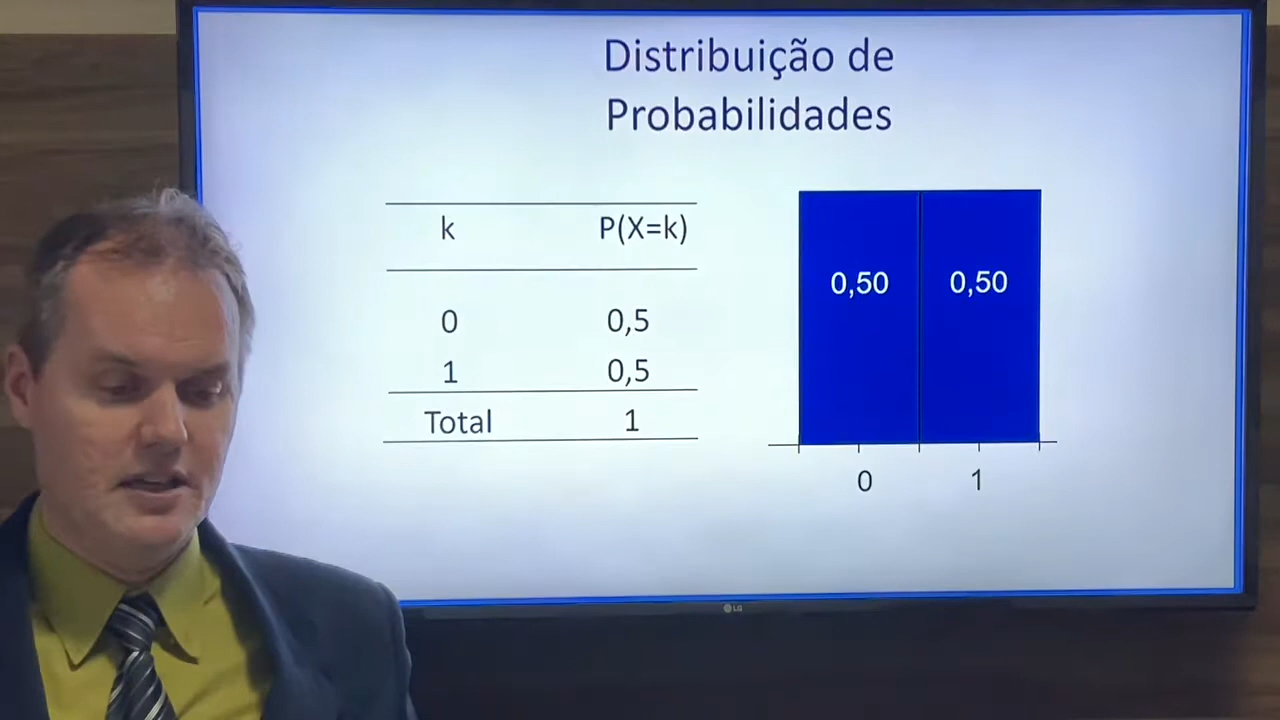 Distribuição de
Probabilidades
k P(X=k)
0 0,5
1 0,5
Total 1
0,50 0,50
0 1
LG